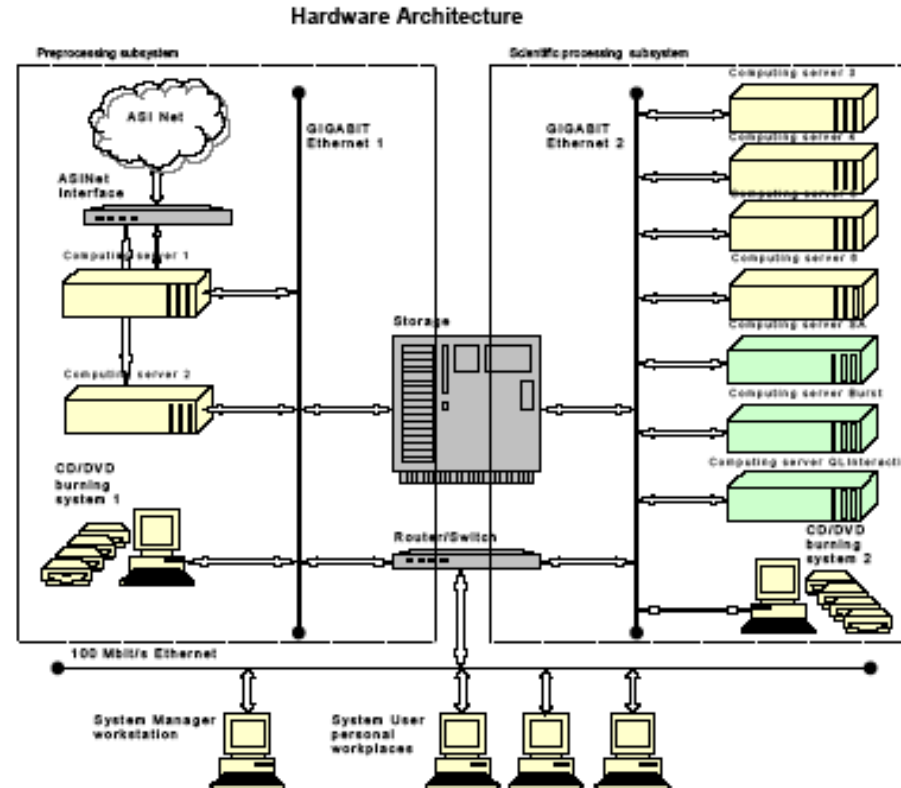 Hardware Architecture
Preprocessing subsystem
Scientific processing subsystem
ASI Net
GIGABIT
Ethernet 1
GIGABIT
Ethernet 2
Computing server 3
Computing server 4
ASINet
Interface
Computing server 1
Computing server 6
Storage
Computing server SA
Computing server 2
Computing server Burst
CD/DVD
burning
system 1
Computing server QLInteracti
Router/Switch
CD/DVD
burning
system 2
100 Mbit/s Ethernet
System Manager
workstation
System User
personal
workplaces